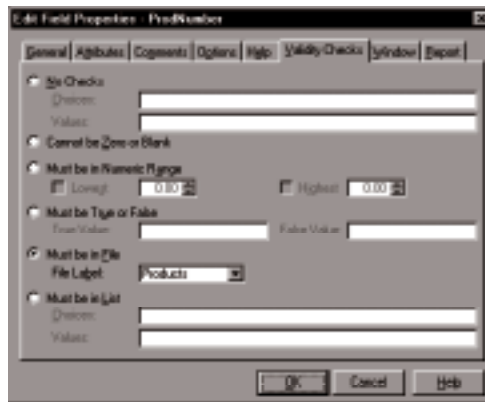 Edit Field Properties - ProdNumber
General Attributes Comments Options Help Validity Checks Window Report
No Checks
Choices:
Values:
Cannot be Zero or Blank
Must be in Numeric Range
Lowest 0.00 Highest 0.00
Must be True or False
True Value: False Value:
Must be in File
File Label: Products
Must be in List
Choices:
Values:
OK Cancel Help